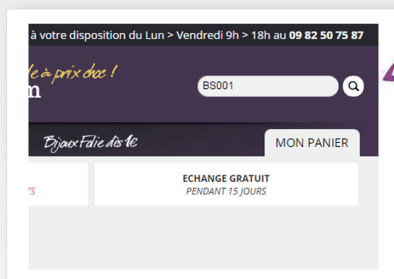 à votre disposition du Lun > Vendredi 9h > 18h au 09 82 50 75 87
le à prix choc !
m
BS001
Bijoux Folie dès 1€
MON PANIER
ECHANGE GRATUIT
'S
PENDANT 15 JOURS